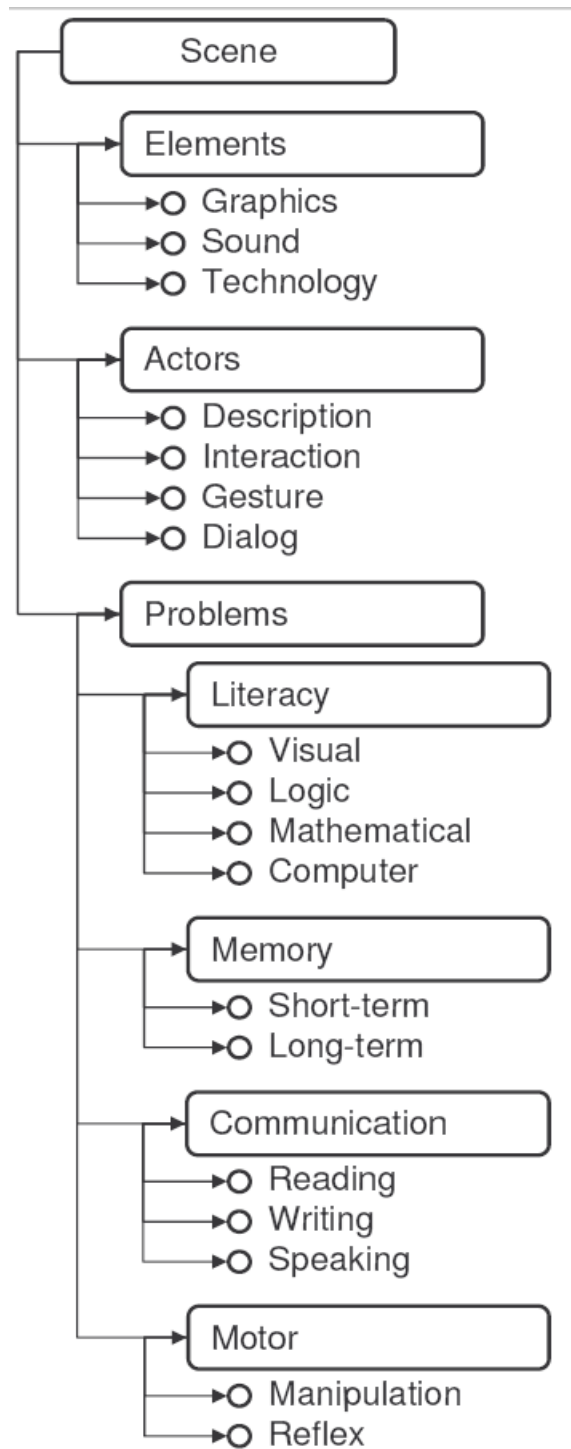 Scene
Elements
Graphics
Sound
Technology
Actors
Description
Interaction
Gesture
Dialog
Problems
Literacy
Visual
Logic
Mathematical
Computer
Memory
Short-term
Long-term
Communication
Reading
Writing
Speaking
Motor
Manipulation
Reflex